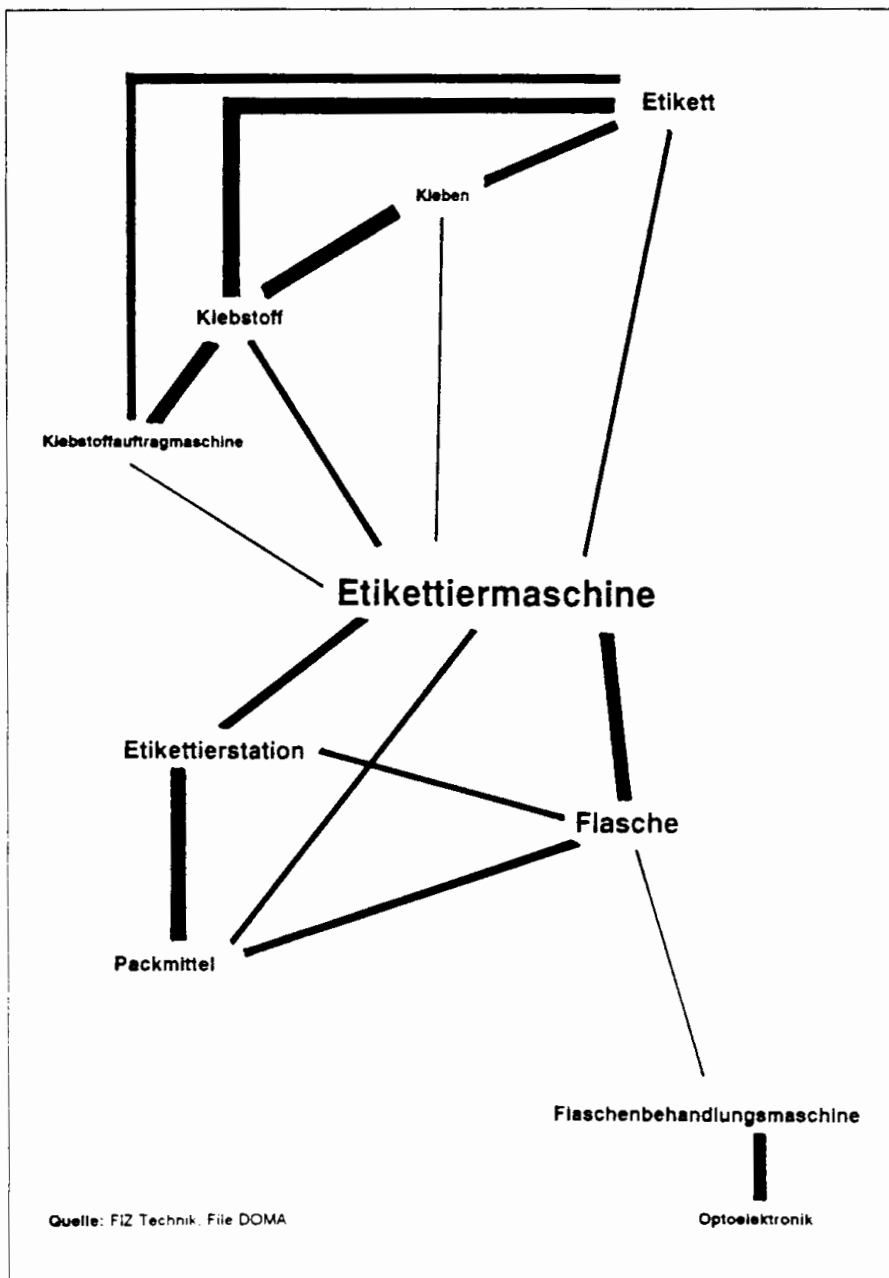 Etikett
Kleben
Klebstoff
Klebstoffauftragmaschine
Etikettiermaschine
Etikettierstation
Flasche
Packmittel
Flaschenbehandlungsmaschine
Quelle: FIZ Technik. File DOMA
Optoelektronik